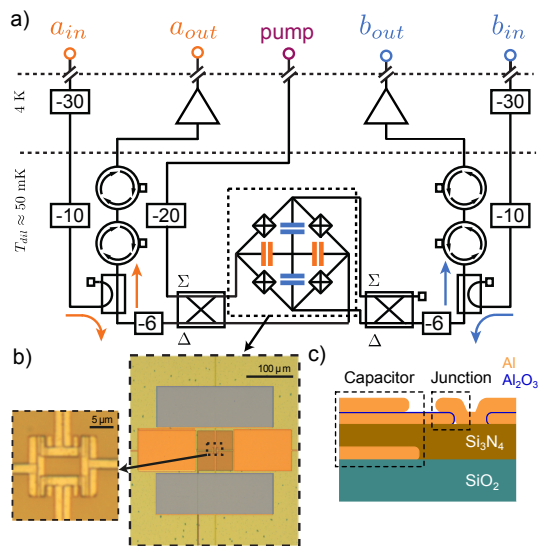 a)
a_in
a_out
pump
b_out
b_in
4 K
-30
-30
T_dil ≈ 50 mK
-10
-20
-10
Σ
Σ
-6
-6
Δ
Δ
b)
100 µm
5 µm
c)
Al
Al₂O₃
Capacitor
Junction
Si₃N₄
SiO₂